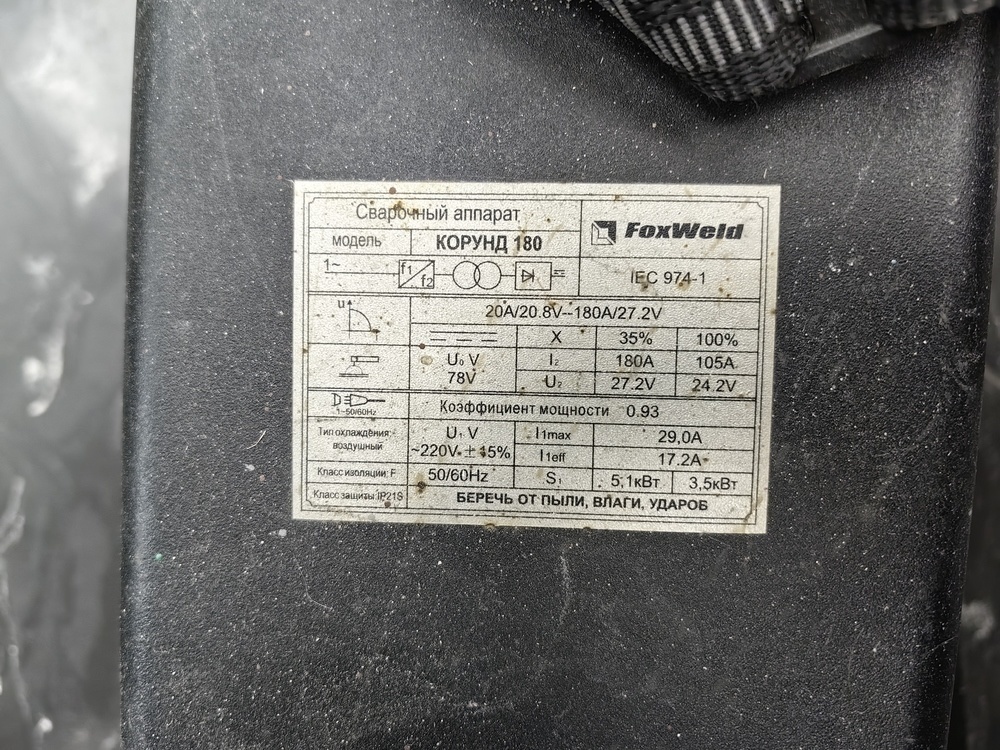 Сварочный аппарат
FoxWeld
модель КОРУНД 180
1~ f1 f2
IEC 974-1
U
20A/20.8V--180A/27.2V
X 35% 100%
U₀ V I₂ 180A 105A
78V U₂ 27.2V 24.2V
1~50/60Hz
Коэффициент мощности 0.93
Тип охлаждения:
воздушный
U₁ V I1max 29,0A
~220V ±15% I1eff 17.2A
Класс изоляции: F 50/60Hz S₁ 5,1кВт 3,5кВт
Класс защиты: IP21S БЕРЕЧЬ ОТ ПЫЛИ, ВЛАГИ, УДАРОВ